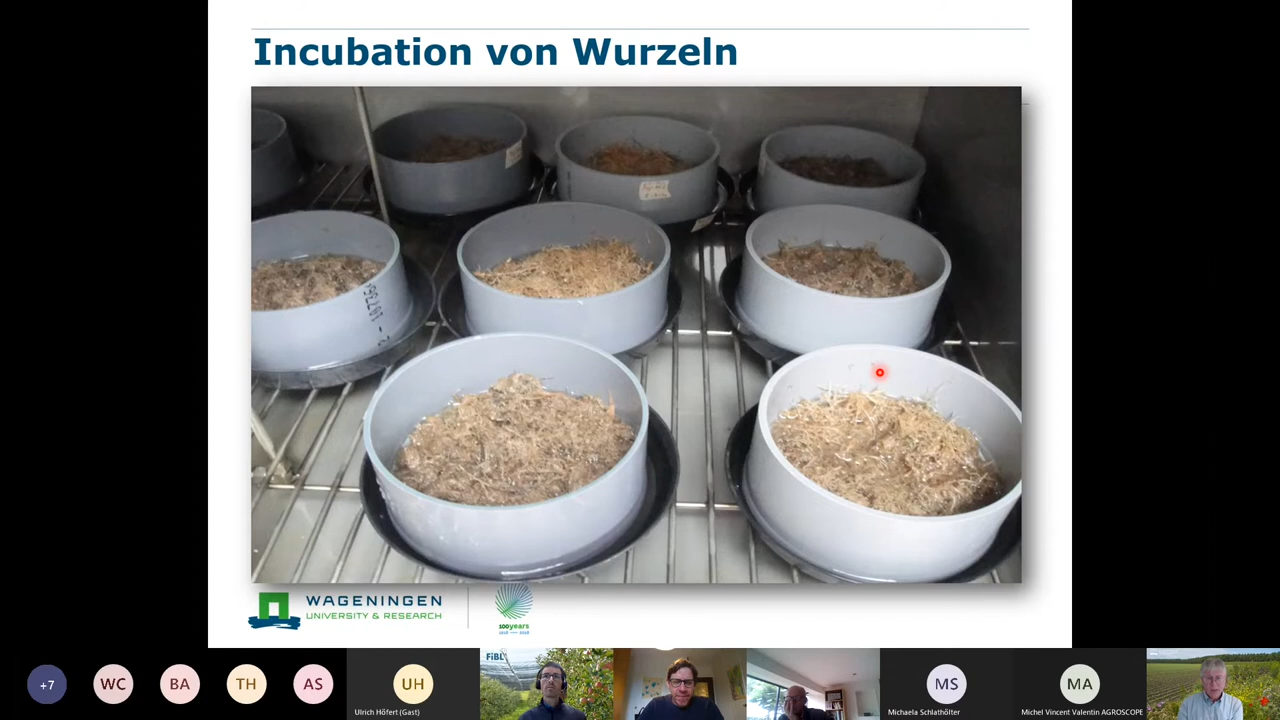 Incubation von Wurzeln
WAGENINGEN
UNIVERSITY & RESEARCH
100years
+7
WC
BA
TH
AS
UH
Ulrich Höfert (Gast)
FiBL
MS
Michaela Schlathölter
MA
Michel Vincent Valentin AGROSCOPE